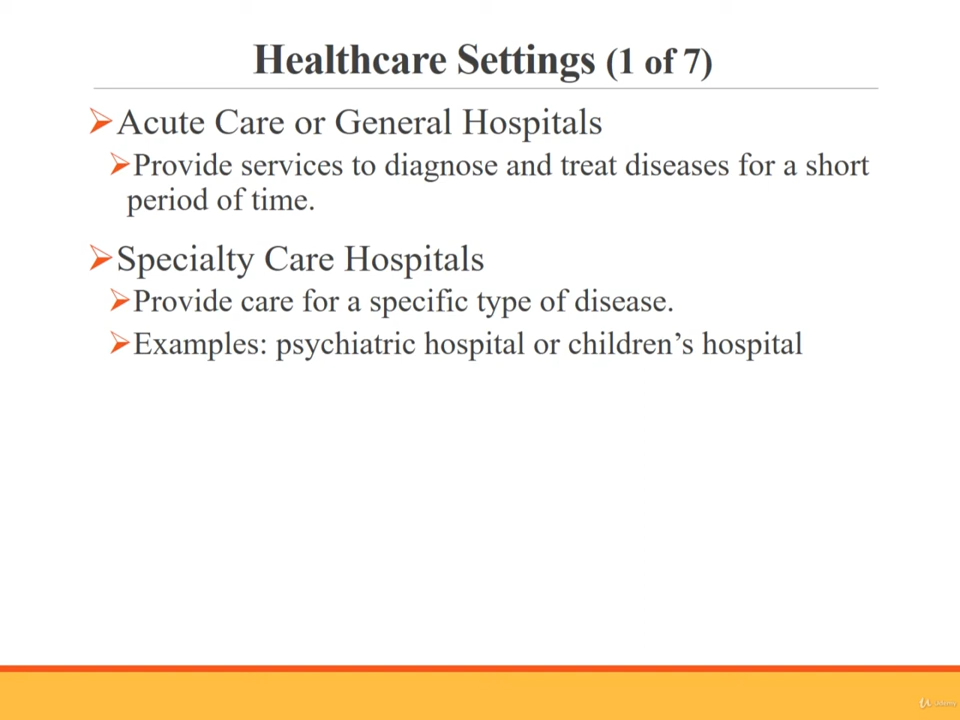 Healthcare Settings (1 of 7)
Acute Care or General Hospitals
Provide services to diagnose and treat diseases for a short
period of time.
Specialty Care Hospitals
Provide care for a specific type of disease.
Examples: psychiatric hospital or children’s hospital
Udemy